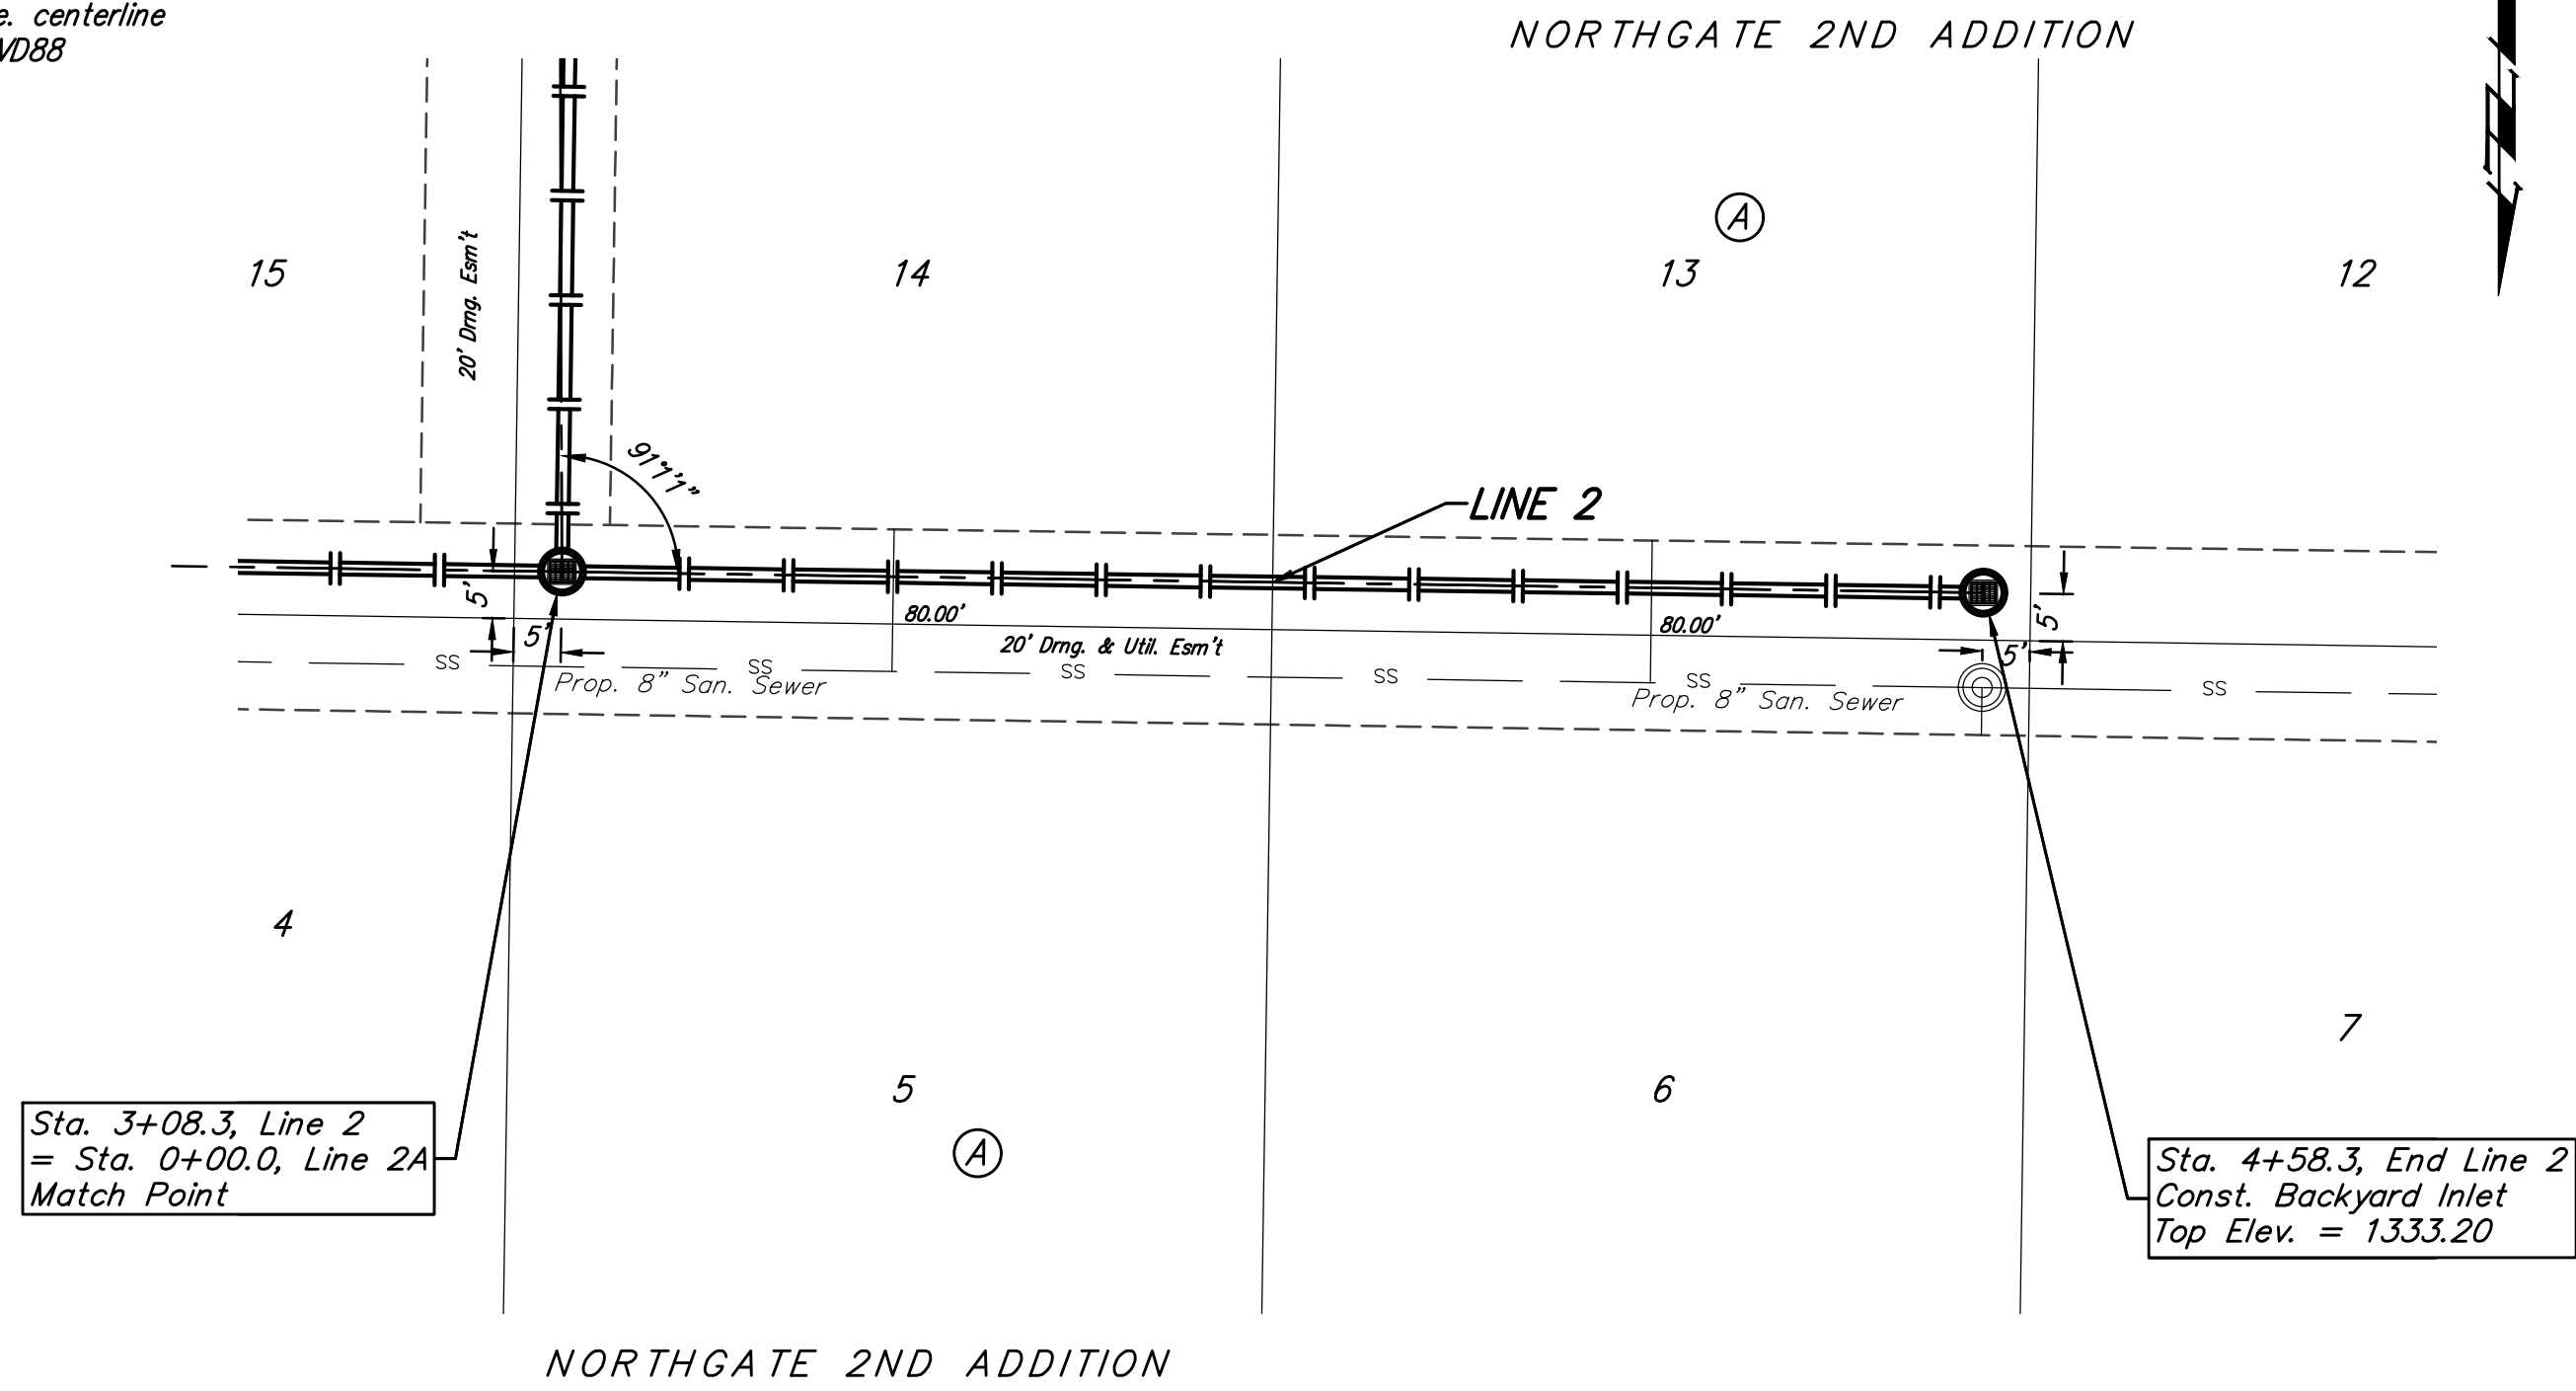 centerline
VD88
NORTHGATE 2ND ADDITION
15
20' Drng. Esm't
14
A
13
12
N
91°1'1"
LINE 2
5'
5'
80.00'
20' Drng. & Util. Esm't
80.00'
5'
5'
SS
SS
SS
SS
SS
SS
Prop. 8" San. Sewer
Prop. 8" San. Sewer
4
5
A
6
7
Sta. 3+08.3, Line 2
= Sta. 0+00.0, Line 2A
Match Point
Sta. 4+58.3, End Line 2
Const. Backyard Inlet
Top Elev. = 1333.20
NORTHGATE 2ND ADDITION